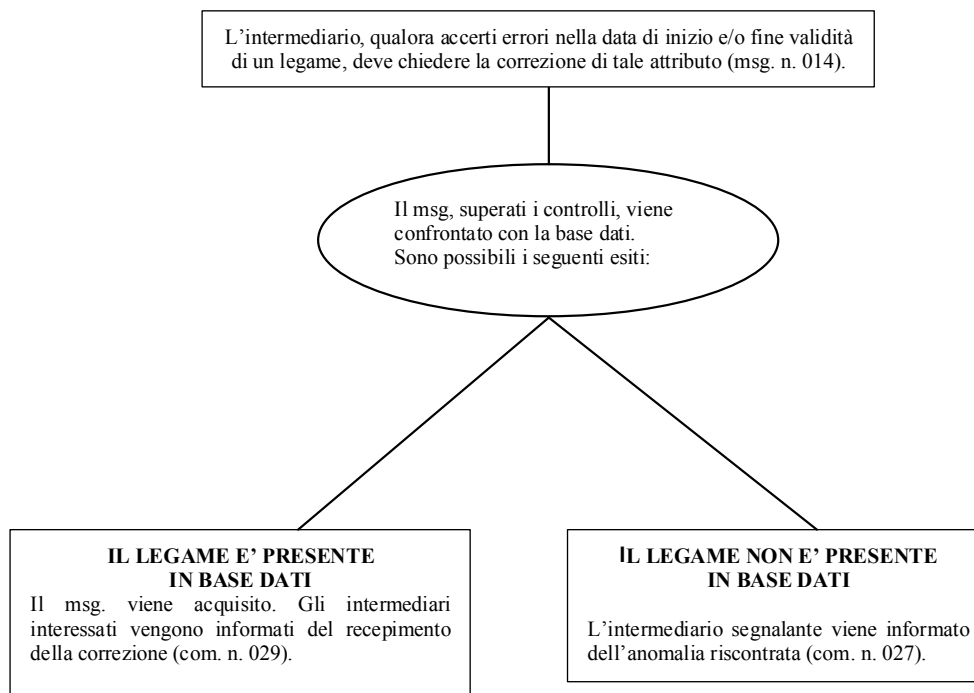 L’intermediario, qualora accerti errori nella data di inizio e/o fine validità
di un legame, deve chiedere la correzione di tale attributo (msg. n. 014).
Il msg, superati i controlli, viene
confrontato con la base dati.
Sono possibili i seguenti esiti:
IL LEGAME E’ PRESENTE
IN BASE DATI
Il msg. viene acquisito. Gli intermediari
interessati vengono informati del recepimento
della correzione (com. n. 029).
IL LEGAME NON E’ PRESENTE
IN BASE DATI
L’intermediario segnalante viene informato
dell’anomalia riscontrata (com. n. 027).